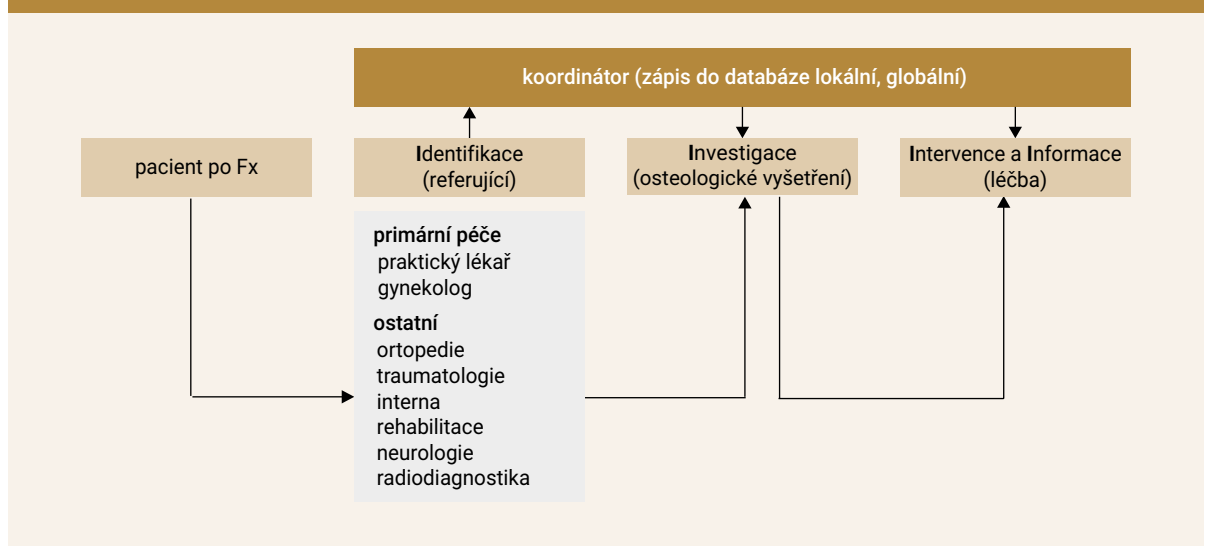 koordinátor (zápis do databáze lokální, globální)
pacient po Fx
Identifikace
(referující)
Investigace
(osteologické vyšetření)
Intervence a Informace
(léčba)
primární péče
praktický lékař
gynekolog
ostatní
ortopedie
traumatologie
interna
rehabilitace
neurologie
radiodiagnostika